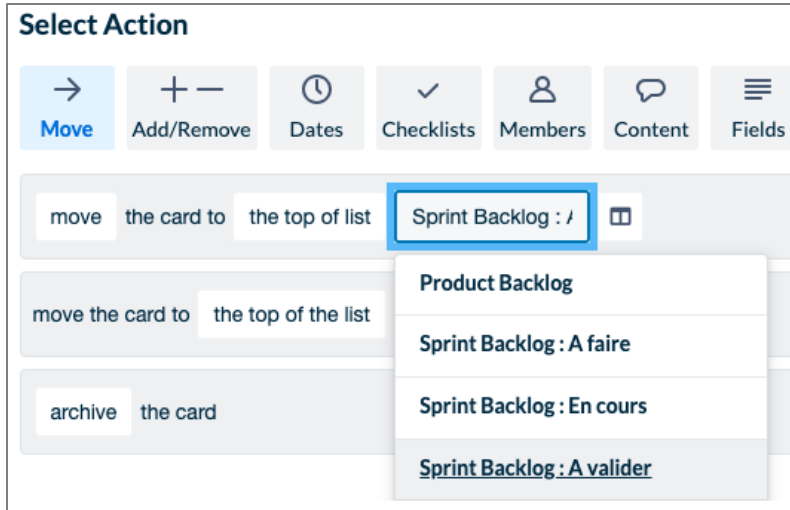 Select Action
Move Add/Remove Dates Checklists Members Content Fields
move the card to the top of list Sprint Backlog : A
Product Backlog
move the card to the top of the list
Sprint Backlog : A faire
Sprint Backlog : En cours
archive the card
Sprint Backlog : A valider